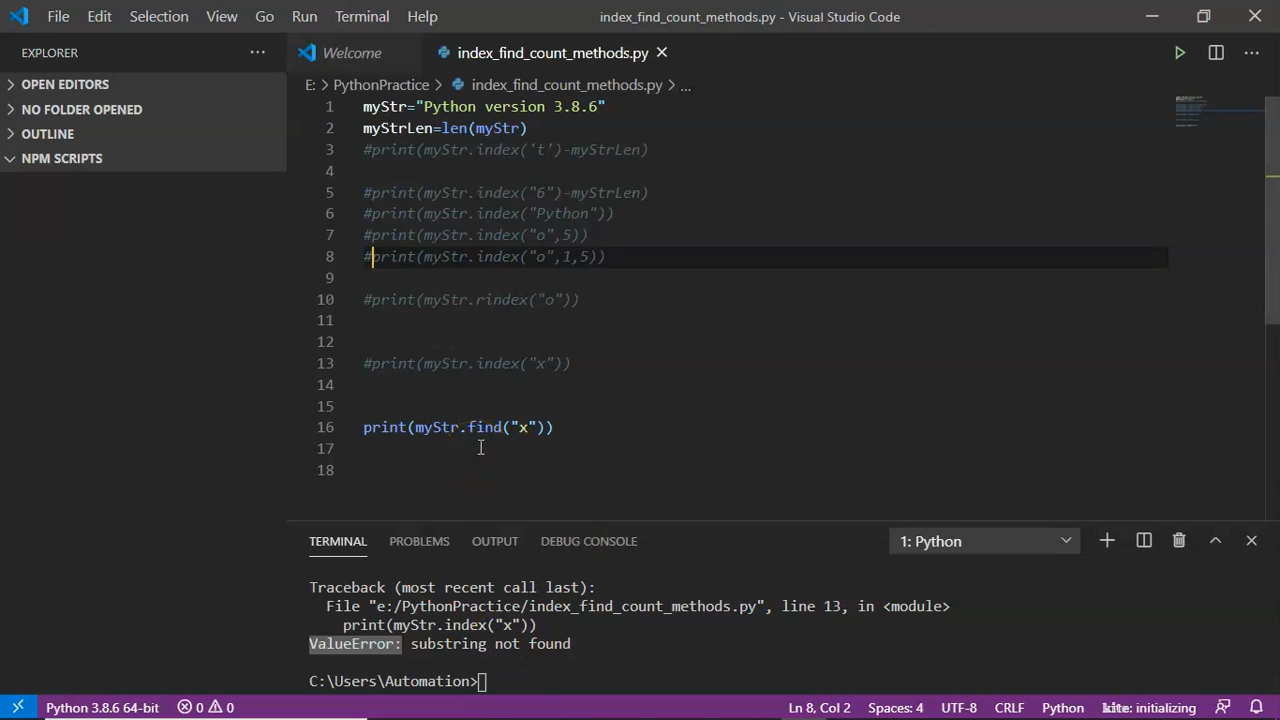 File Edit Selection View Go Run Terminal Help index_find_count_methods.py - Visual Studio Code
EXPLORER ···
OPEN EDITORS
NO FOLDER OPENED
OUTLINE
NPM SCRIPTS
Welcome index_find_count_methods.py
E: > PythonPractice > index_find_count_methods.py > ...
1 myStr="Python version 3.8.6"
2 myStrLen=len(myStr)
3 #print(myStr.index('t')-myStrLen)
4
5 #print(myStr.index("6")-myStrLen)
6 #print(myStr.index("Python"))
7 #print(myStr.index("o",5))
8 #print(myStr.index("o",1,5))
9
10 #print(myStr.rindex("o"))
11
12
13 #print(myStr.index("x"))
14
15
16 print(myStr.find("x"))
17
18
TERMINAL PROBLEMS OUTPUT DEBUG CONSOLE 1: Python
Traceback (most recent call last):
File "e:/PythonPractice/index_find_count_methods.py", line 13, in <module>
print(myStr.index("x"))
ValueError: substring not found
C:\Users\Automation>
Python 3.8.6 64-bit 0 0 Ln 8, Col 2 Spaces: 4 UTF-8 CRLF Python kite: initializing